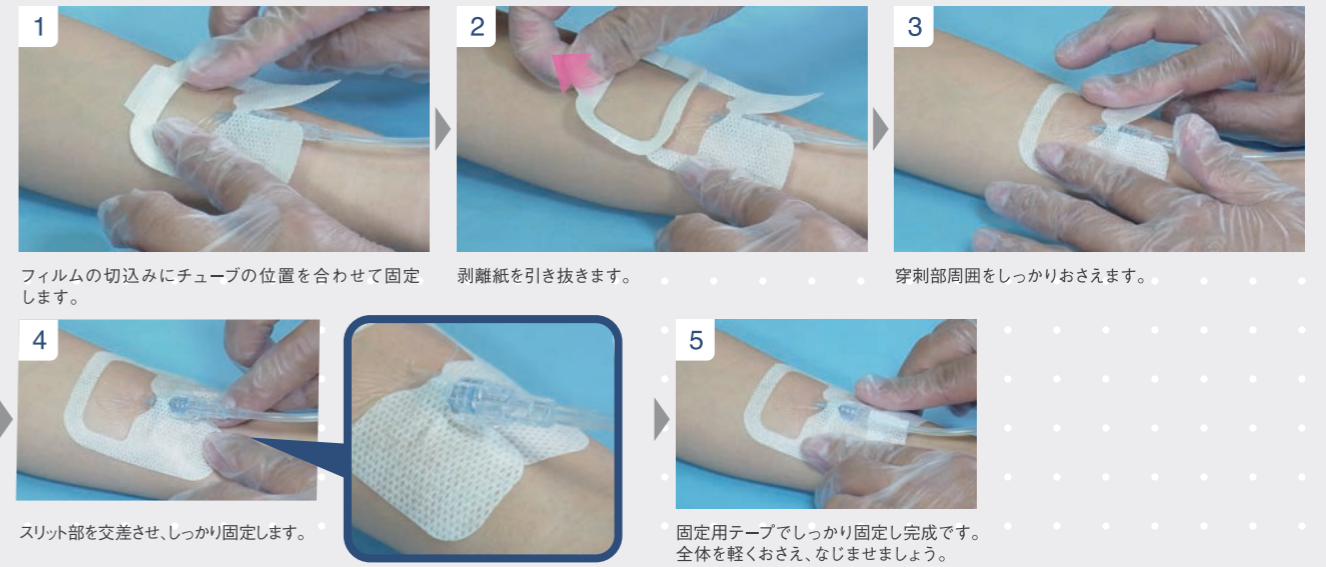 1
フィルムの切込みにチューブの位置を合わせて固定
します。
2
剥離紙を引き抜きます。
3
穿刺部周囲をしっかりおさえます。
4
スリット部を交差させ、しっかり固定します。
5
固定用テープでしっかり固定し完成です。
全体を軽くおさえ、なじませましょう。